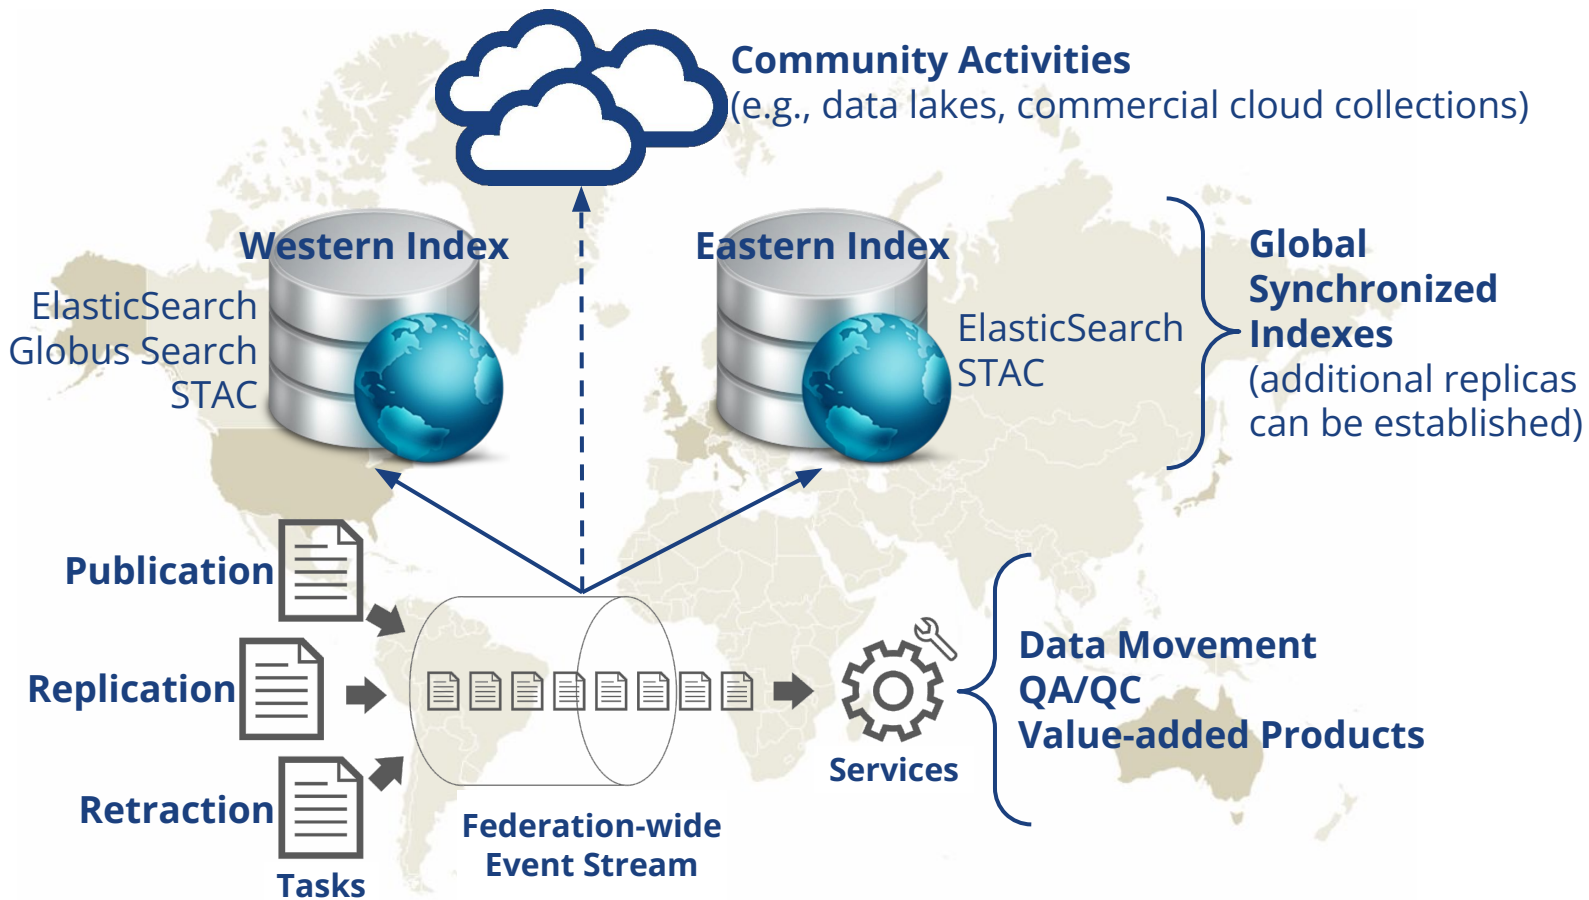 Community Activities
(e.g., data lakes, commercial cloud collections)
Western Index
ElasticSearch
Globus Search
STAC
Eastern Index
ElasticSearch
STAC
Global
Synchronized
Indexes
(additional replicas
can be established)
Publication
Replication
Retraction
Tasks
Federation-wide
Event Stream
Services
Data Movement
QA/QC
Value-added Products